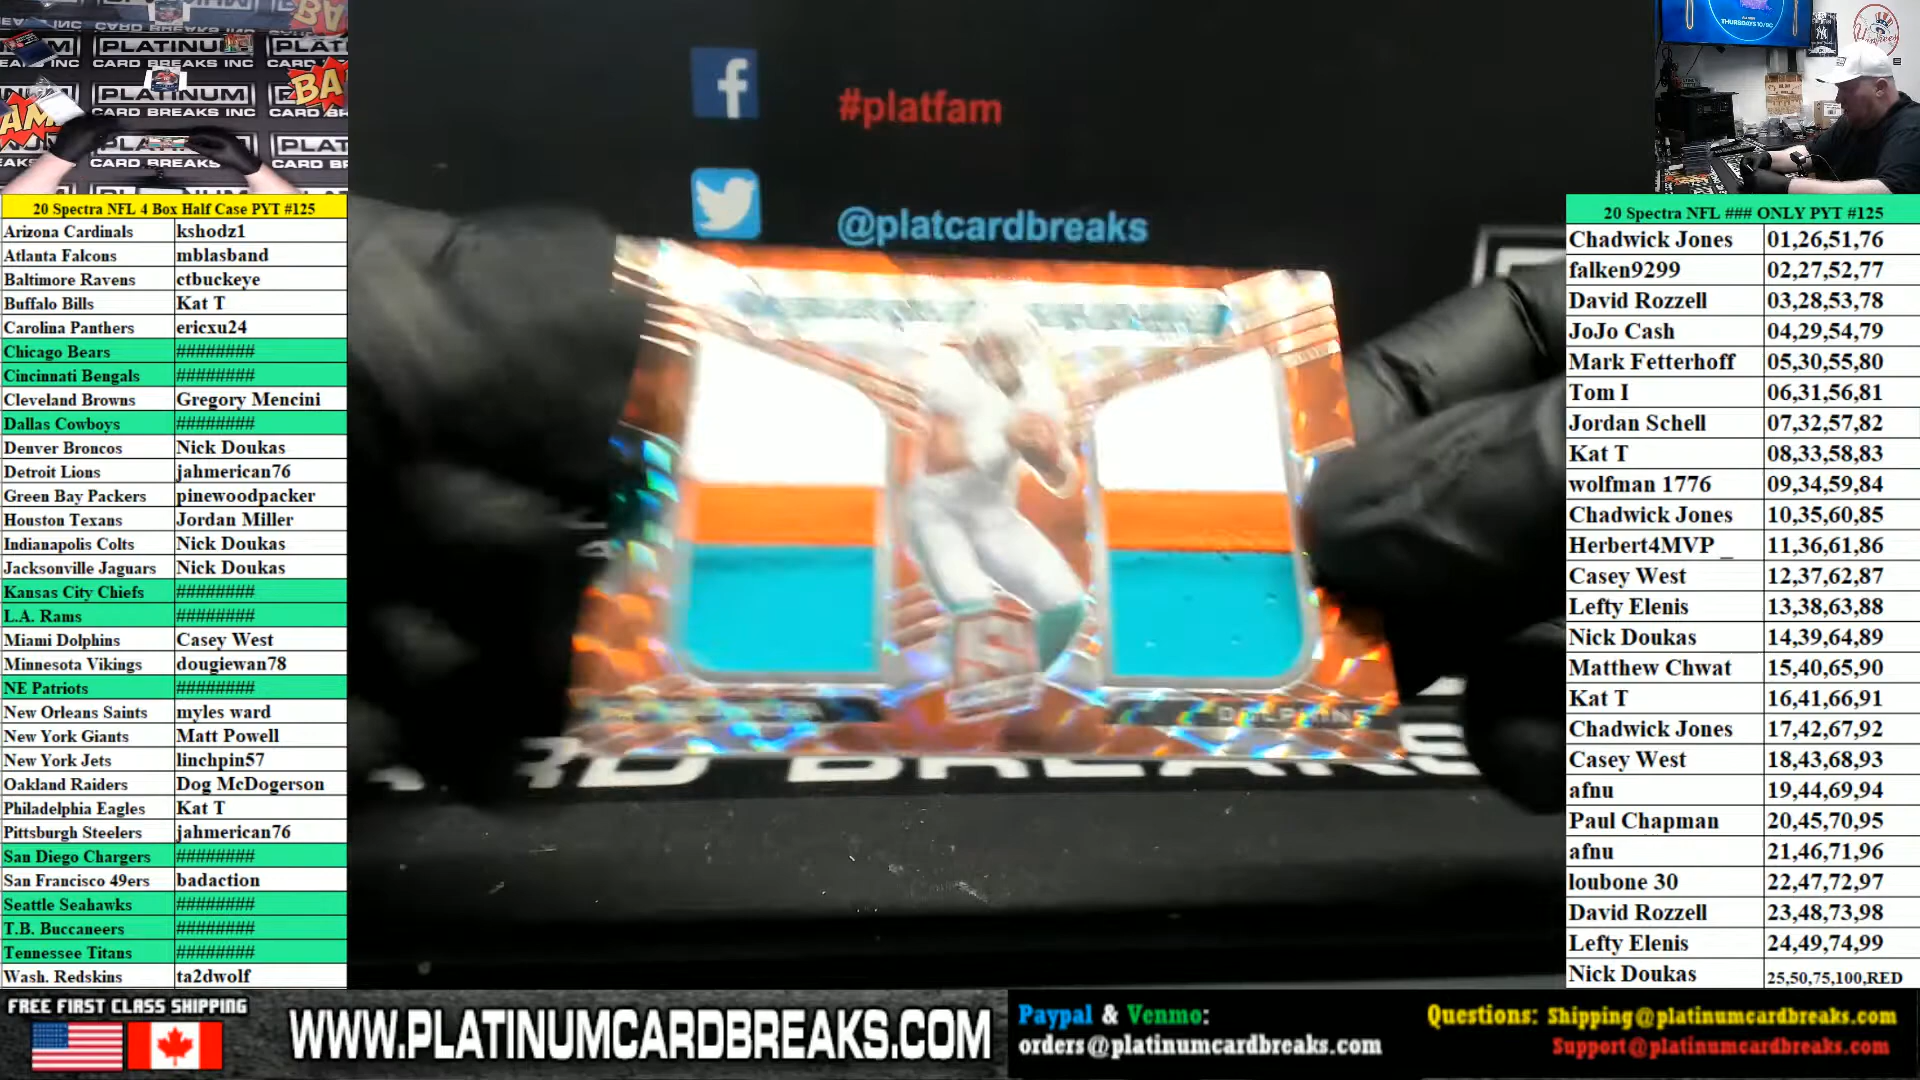 PLATINUM
CARD BREAKS INC
#platfam
@platcardbreaks
DOLPHINS
THURSDAYS 10/9C
20 Spectra NFL 4 Box Half Case PYT #125
Arizona Cardinals kshodz1
Atlanta Falcons mblasband
Baltimore Ravens ctbuckeye
Buffalo Bills Kat T
Carolina Panthers ericxu24
Chicago Bears ########
Cincinnati Bengals ########
Cleveland Browns Gregory Mencini
Dallas Cowboys ########
Denver Broncos Nick Doukas
Detroit Lions jahmerican76
Green Bay Packers pinewoodpacker
Houston Texans Jordan Miller
Indianapolis Colts Nick Doukas
Jacksonville Jaguars Nick Doukas
Kansas City Chiefs ########
L.A. Rams ########
Miami Dolphins Casey West
Minnesota Vikings dougiewan78
NE Patriots ########
New Orleans Saints myles ward
New York Giants Matt Powell
New York Jets linchpin57
Oakland Raiders Dog McDogerson
Philadelphia Eagles Kat T
Pittsburgh Steelers jahmerican76
San Diego Chargers ########
San Francisco 49ers badaction
Seattle Seahawks ########
T.B. Buccaneers ########
Tennessee Titans ########
Wash. Redskins ta2dwolf
20 Spectra NFL ### ONLY PYT #125
Chadwick Jones 01,26,51,76
falken9299 02,27,52,77
David Rozzell 03,28,53,78
JoJo Cash 04,29,54,79
Mark Fetterhoff 05,30,55,80
Tom I 06,31,56,81
Jordan Schell 07,32,57,82
Kat T 08,33,58,83
wolfman 1776 09,34,59,84
Chadwick Jones 10,35,60,85
Herbert4MVP _ 11,36,61,86
Casey West 12,37,62,87
Lefty Elenis 13,38,63,88
Nick Doukas 14,39,64,89
Matthew Chwat 15,40,65,90
Kat T 16,41,66,91
Chadwick Jones 17,42,67,92
Casey West 18,43,68,93
afnu 19,44,69,94
Paul Chapman 20,45,70,95
afnu 21,46,71,96
loubone 30 22,47,72,97
David Rozzell 23,48,73,98
Lefty Elenis 24,49,74,99
Nick Doukas 25,50,75,100,RED
FREE FIRST CLASS SHIPPING
WWW.PLATINUMCARDBREAKS.COM
Paypal & Venmo:
orders@platinumcardbreaks.com
Questions: Shipping@platinumcardbreaks.com
Support@platinumcardbreaks.com